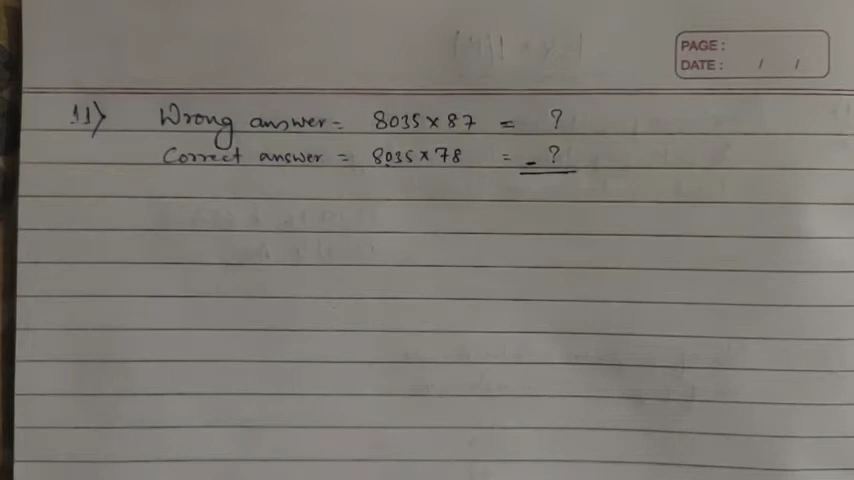 PAGE :
DATE : / /
11) Wrong answer = 8035 × 87 = ?
Correct answer = 8035 × 78 = - ?